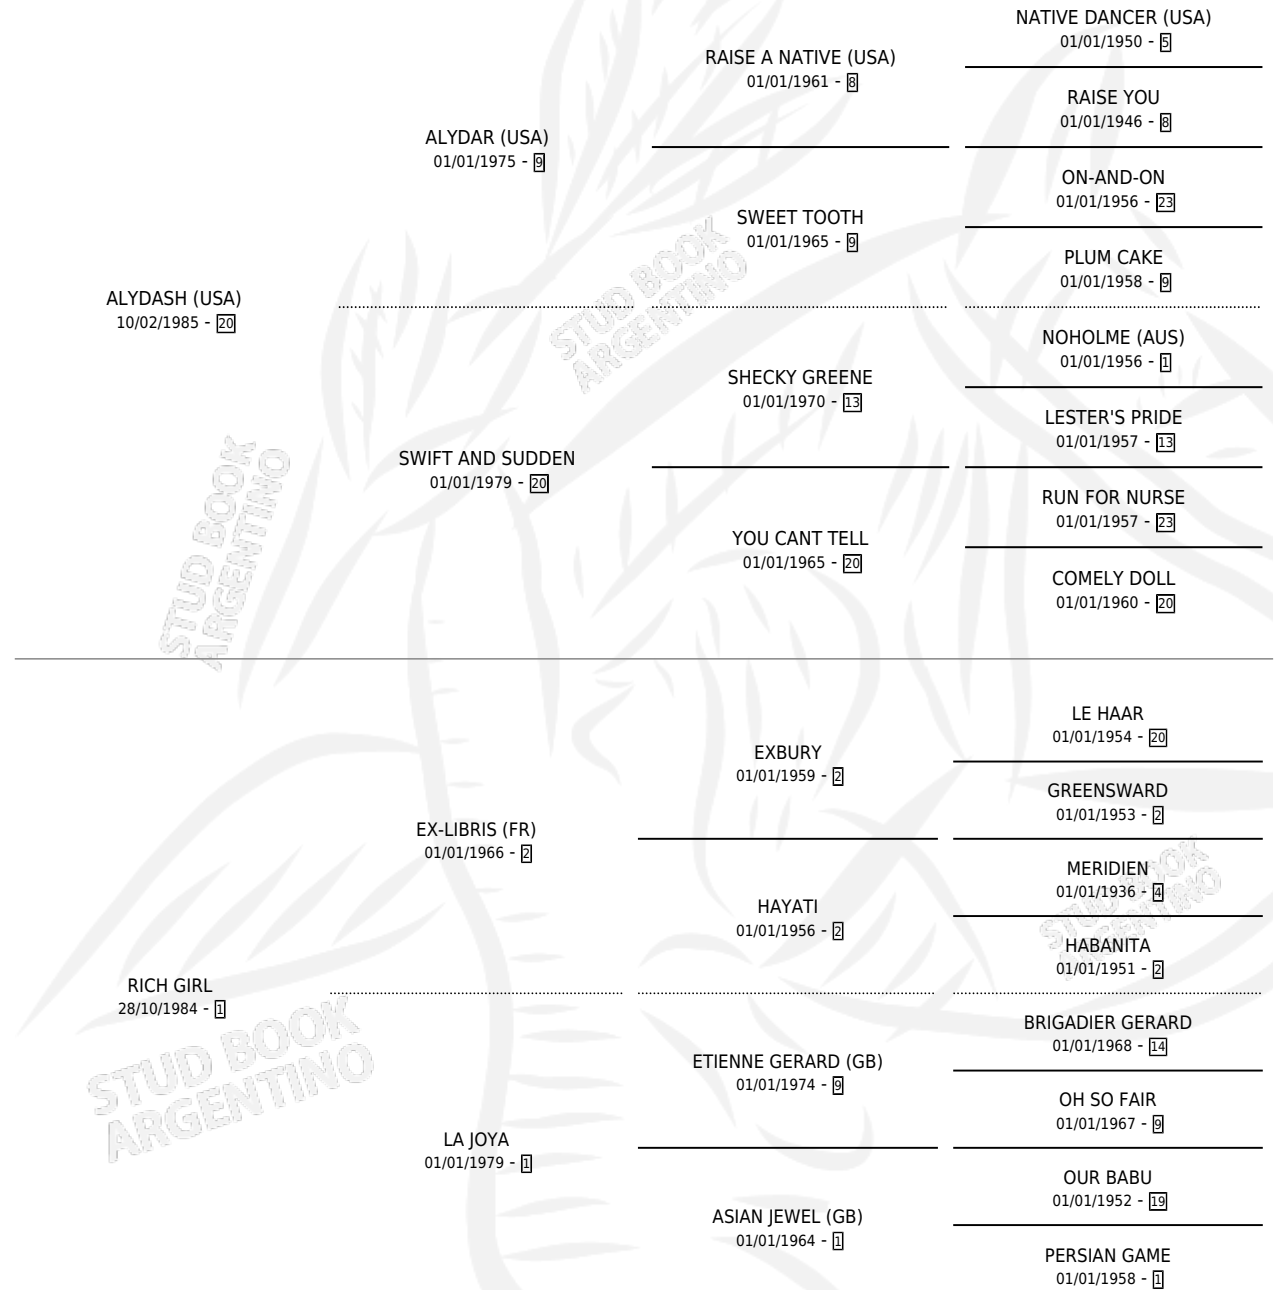 NATIVE DANCER (USA)
01/01/1950 - 5
RAISE A NATIVE (USA)
01/01/1961 - 8
RAISE YOU
01/01/1946 - 8
ALYDAR (USA)
01/01/1975 - 9
ON-AND-ON
01/01/1956 - 23
SWEET TOOTH
01/01/1965 - 9
PLUM CAKE
01/01/1958 - 9
ALYDASH (USA)
10/02/1985 - 20
NOHOLME (AUS)
01/01/1956 - 1
SHECKY GREENE
01/01/1970 - 13
LESTER'S PRIDE
01/01/1957 - 13
SWIFT AND SUDDEN
01/01/1979 - 20
RUN FOR NURSE
01/01/1957 - 23
YOU CANT TELL
01/01/1965 - 20
COMELY DOLL
01/01/1960 - 20
LE HAAR
01/01/1954 - 20
EXBURY
01/01/1959 - 2
GREENSWARD
01/01/1953 - 2
EX-LIBRIS (FR)
01/01/1966 - 2
MERIDIEN
01/01/1936 - 4
HAYATI
01/01/1956 - 2
HABANITA
01/01/1951 - 2
RICH GIRL
28/10/1984 - 1
BRIGADIER GERARD
01/01/1968 - 14
ETIENNE GERARD (GB)
01/01/1974 - 9
OH SO FAIR
01/01/1967 - 9
LA JOYA
01/01/1979 - 1
OUR BABU
01/01/1952 - 19
ASIAN JEWEL (GB)
01/01/1964 - 1
PERSIAN GAME
01/01/1958 - 1
STUD BOOK
ARGENTINO
STUD BOOK
ARGENTINO
STUD BOOK
ARGENTINO
STUD BOOK
ARGENTINO